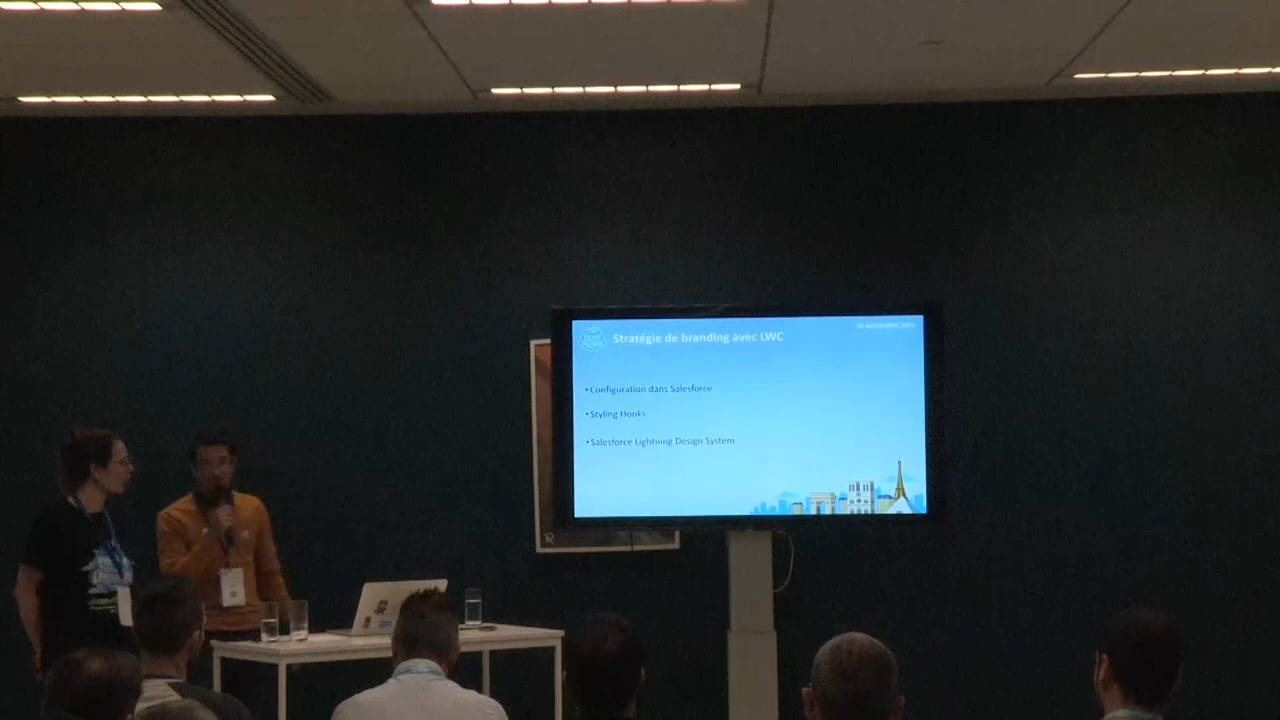 Stratégie de branding avec LWC
• Configuration dans Salesforce
• Styling Hooks
• Salesforce Lightning Design System